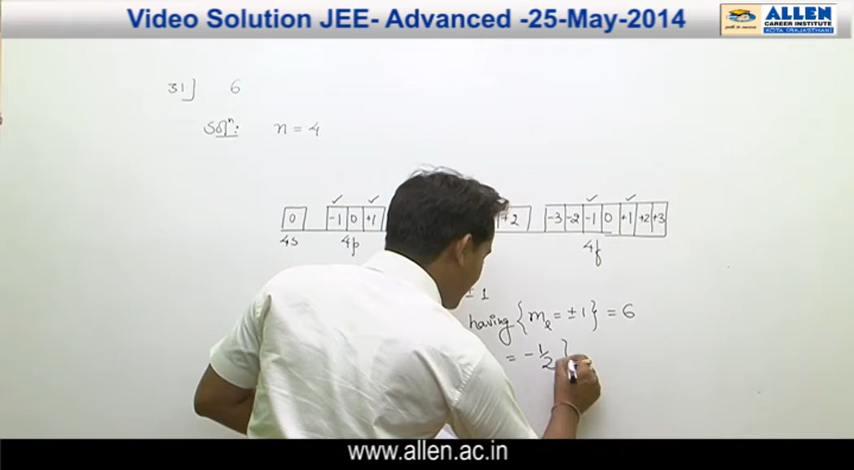 Video Solution JEE- Advanced -25-May-2014
ALLEN
CAREER INSTITUTE
KOTA (RAJASTHAN)
31] 6
Solⁿ: n = 4
0 -1 0 +1 +2 -3 -2 -1 0 +1 +2 +3
4s 4p 4f
± 1
having {mₗ = ±1} = 6
= -1/2 }
www.allen.ac.in